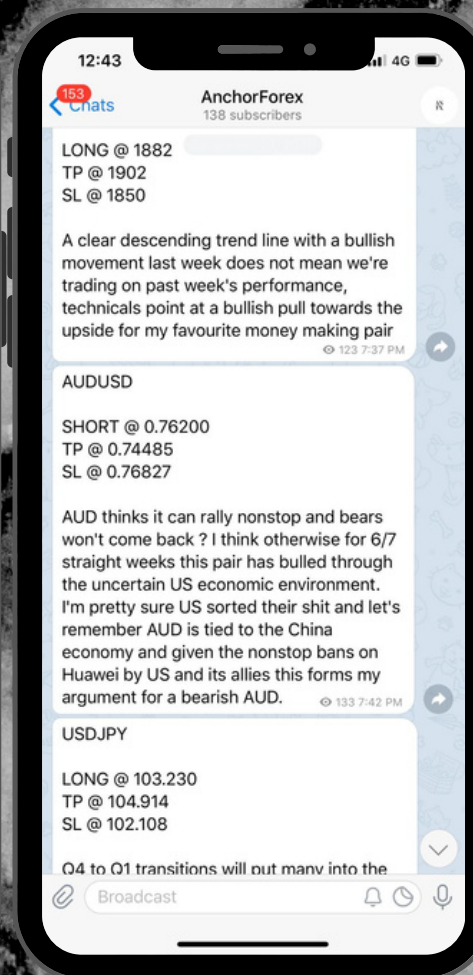 12:43
4G
153
Chats
AnchorForex
138 subscribers
LONG @ 1882
TP @ 1902
SL @ 1850
A clear descending trend line with a bullish
movement last week does not mean we're
trading on past week's performance,
technicals point at a bullish pull towards the
upside for my favourite money making pair
123 7:37 PM
AUDUSD
SHORT @ 0.76200
TP @ 0.74485
SL @ 0.76827
AUD thinks it can rally nonstop and bears
won't come back ? I think otherwise for 6/7
straight weeks this pair has bulled through
the uncertain US economic environment.
I'm pretty sure US sorted their shit and let's
remember AUD is tied to the China
economy and given the nonstop bans on
Huawei by US and its allies this forms my
argument for a bearish AUD.
133 7:42 PM
USDJPY
LONG @ 103.230
TP @ 104.914
SL @ 102.108
Q4 to Q1 transitions will put many into the
Broadcast